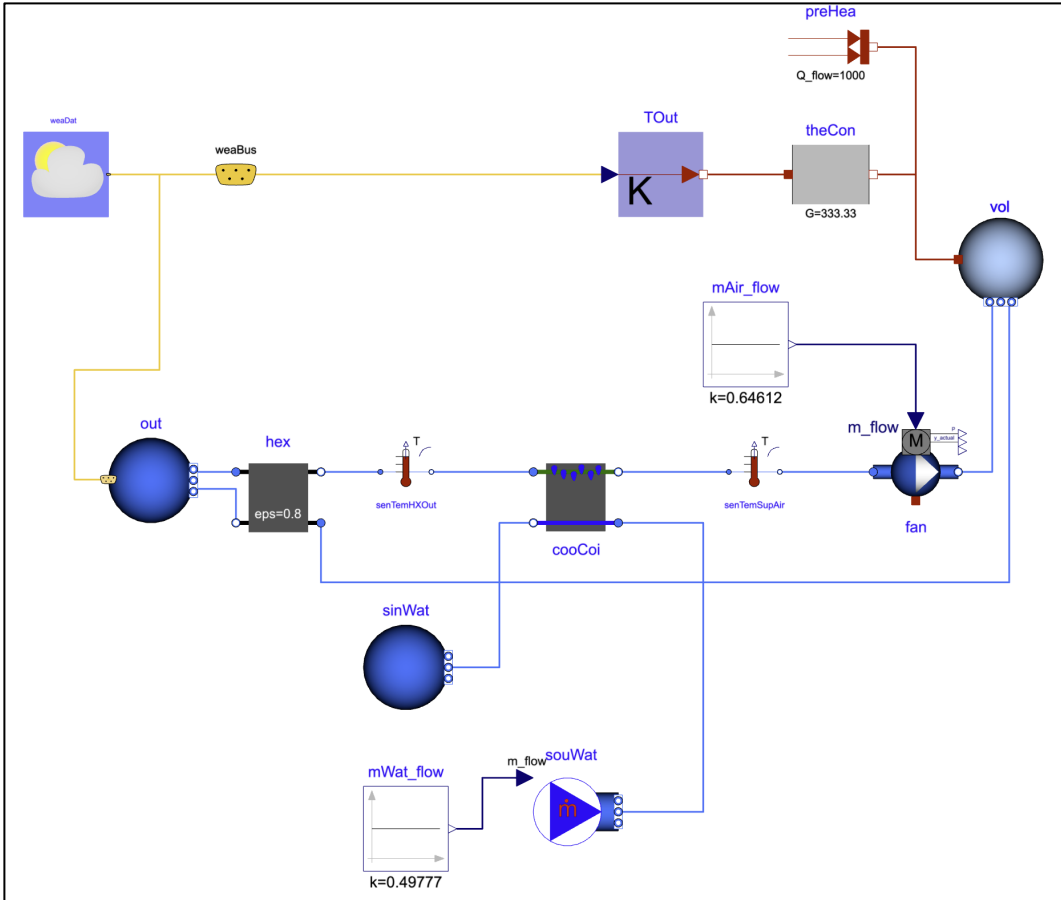 preHea
Q_flow=1000
weaDat
weaBus
TOut
K
theCon
G=333.33
vol
mAir_flow
k=0.64612
out
hex
eps=0.8
T
senTemHXOut
cooCoi
T
senTemSupAir
m_flow
M
P
y_actual
fan
sinWat
mWat_flow
k=0.49777
m_flow
souWat
ṁ